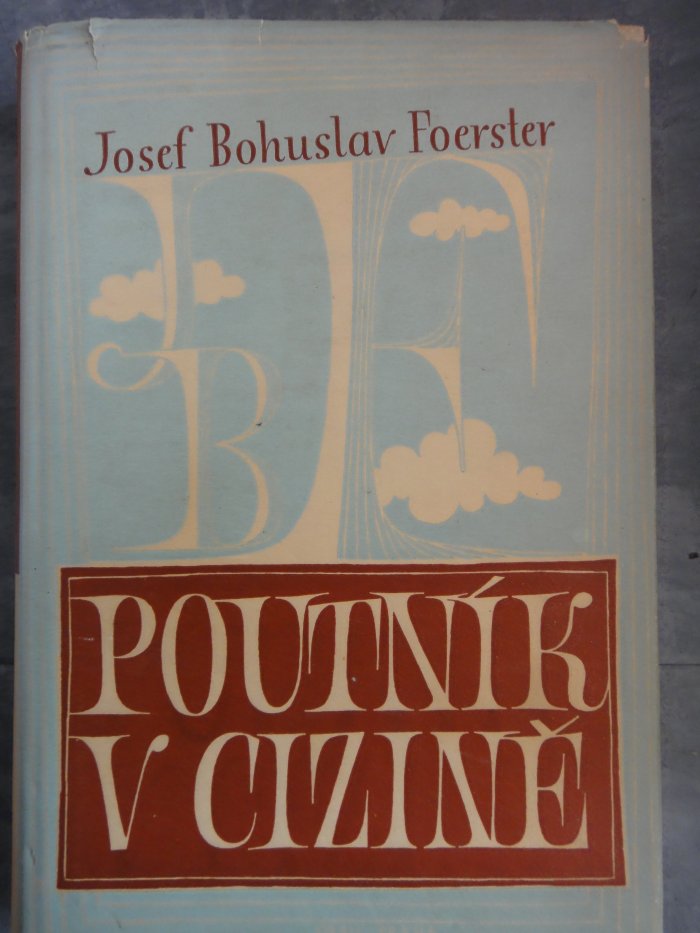 Josef Bohuslav Foerster
J
B
F
POUTNÍK
V CIZINĚ